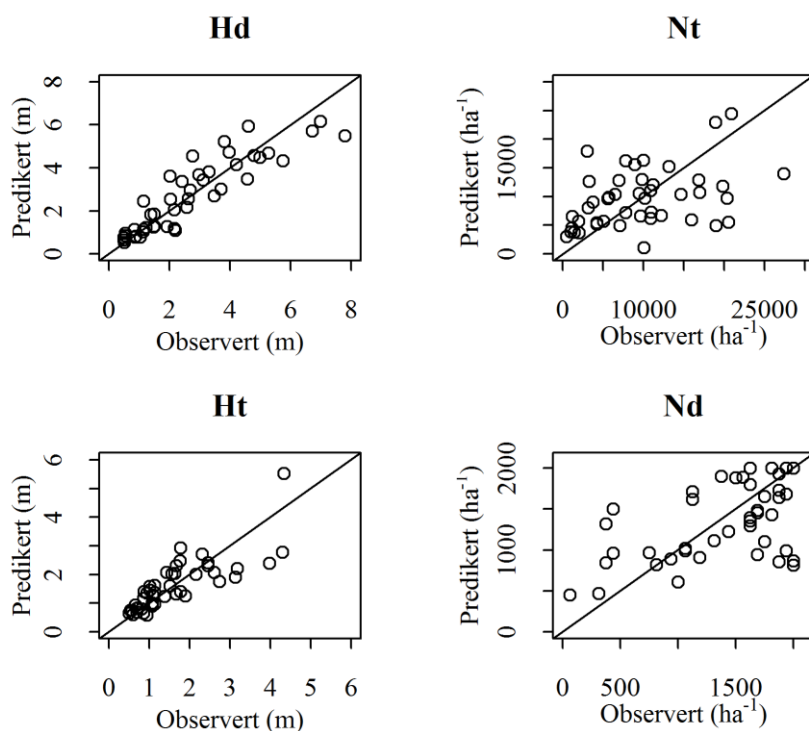 Hd
Predikert (m)
0 2 4 6 8
0 2 4 6 8
Observert (m)
Nt
Predikert (ha⁻¹)
0 15000
0 10000 25000
Observert (ha⁻¹)
Ht
Predikert (m)
0 2 4 6
0 1 2 3 4 5 6
Observert (m)
Nd
Predikert (ha⁻¹)
0 1000 2000
0 500 1500
Observert (ha⁻¹)